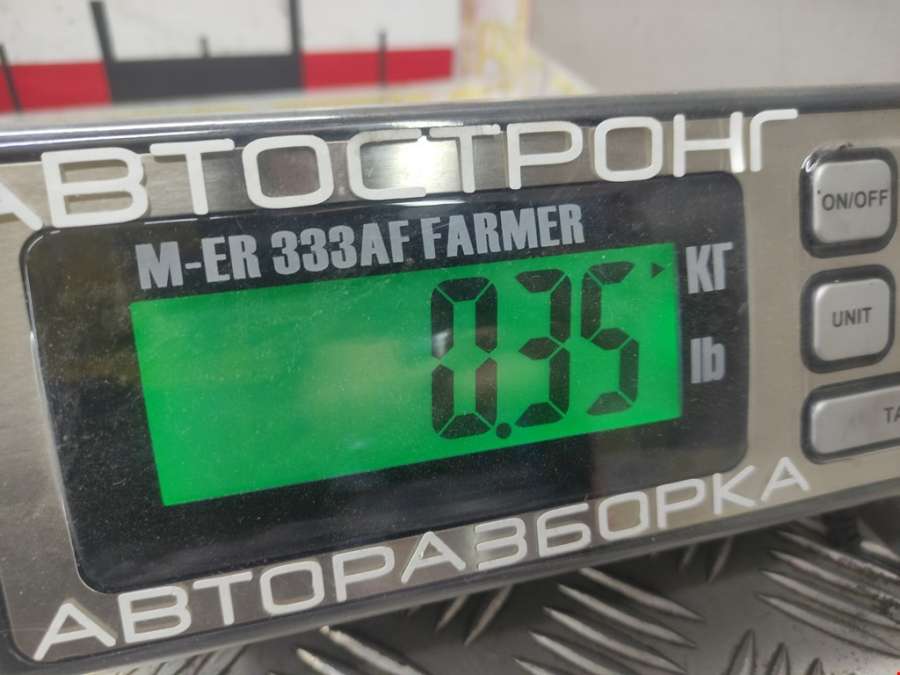 АВТОСТРОНГ
M-ER 333AF FARMER
0.35
КГ
lb
ON/OFF
UNIT
АВТОРАЗБОРКА